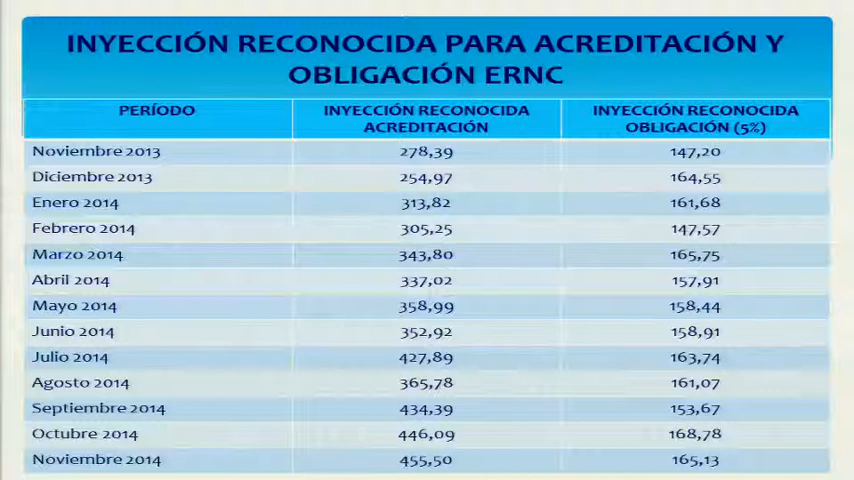 INYECCIÓN RECONOCIDA PARA ACREDITACIÓN Y
OBLIGACIÓN ERNC
PERÍODO INYECCIÓN RECONOCIDA ACREDITACIÓN INYECCIÓN RECONOCIDA OBLIGACIÓN (5%)
Noviembre 2013 278,39 147,20
Diciembre 2013 254,97 164,55
Enero 2014 313,82 161,68
Febrero 2014 305,25 147,57
Marzo 2014 343,80 165,75
Abril 2014 337,02 157,91
Mayo 2014 358,99 158,44
Junio 2014 352,92 158,91
Julio 2014 427,89 163,74
Agosto 2014 365,78 161,07
Septiembre 2014 434,39 153,67
Octubre 2014 446,09 168,78
Noviembre 2014 455,50 165,13